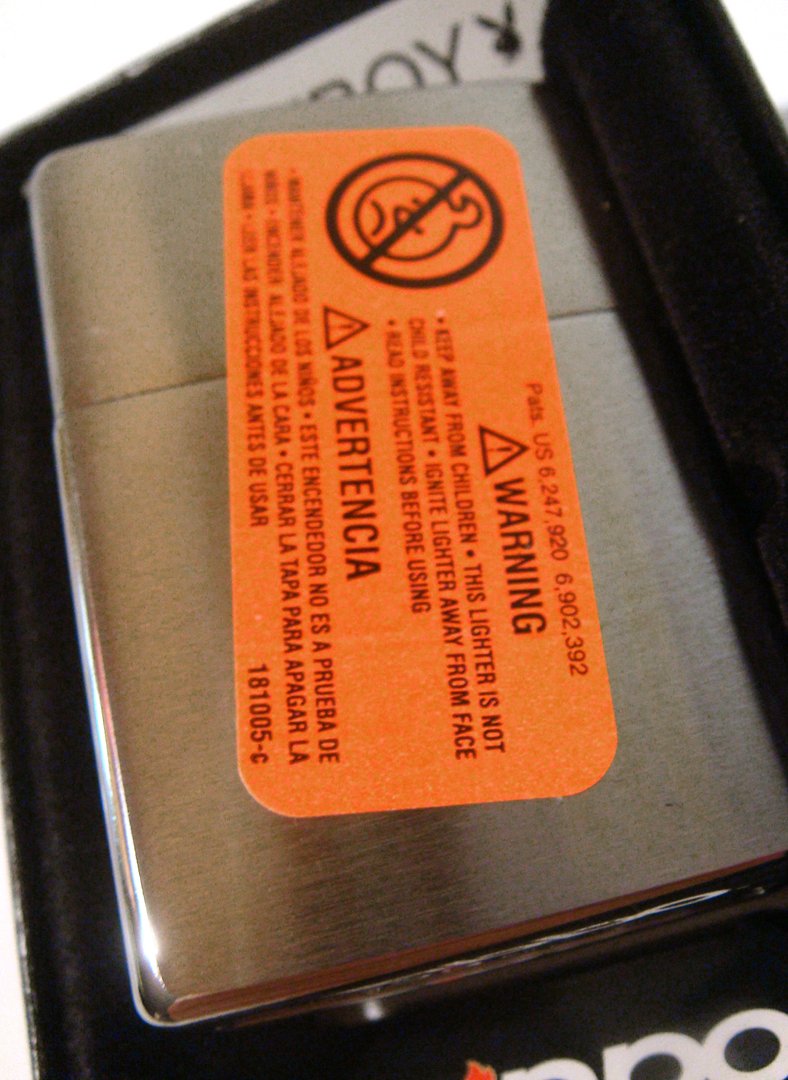 Pats. US 6,247,920 6,902,392
WARNING
• KEEP AWAY FROM CHILDREN • THIS LIGHTER IS NOT
CHILD RESISTANT • IGNITE LIGHTER AWAY FROM FACE
• READ INSTRUCTIONS BEFORE USING
ADVERTENCIA
• MANTENER ALEJADO DE LOS NIÑOS • ESTE ENCENDEDOR NO ES A PRUEBA DE
NIÑOS • ENCENDER ALEJADO DE LA CARA • CERRAR LA TAPA PARA APAGAR LA
LLAMA • LEER LAS INSTRUCCIONES ANTES DE USAR
181005-c